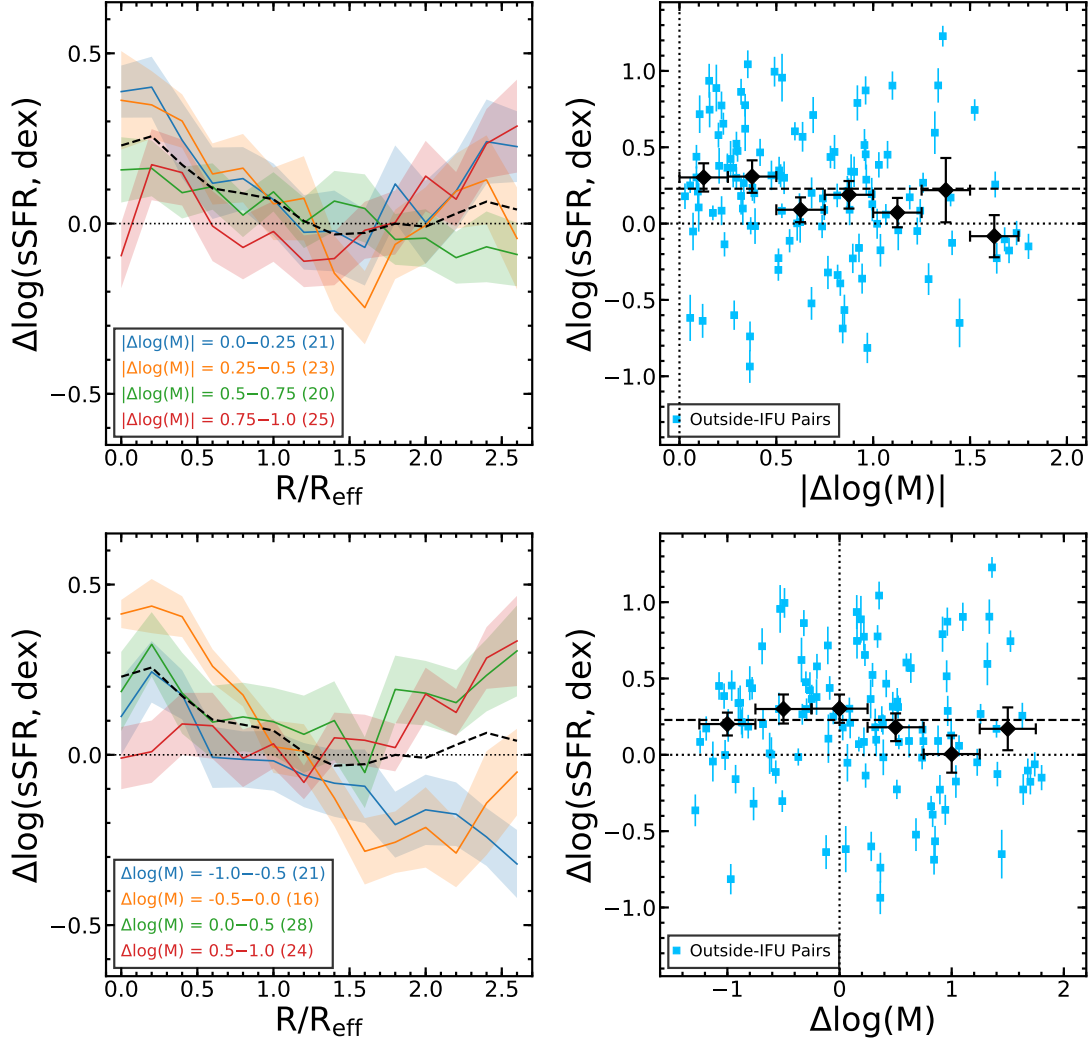 Δlog(sSFR, dex)
0.5
0.0
−0.5
|Δlog(M)| = 0.0−0.25 (21)
|Δlog(M)| = 0.25−0.5 (23)
|Δlog(M)| = 0.5−0.75 (20)
|Δlog(M)| = 0.75−1.0 (25)
0.0 0.5 1.0 1.5 2.0 2.5
R/Reff
Δlog(sSFR, dex)
1.0
0.5
0.0
−0.5
−1.0
Outside-IFU Pairs
0.0 0.5 1.0 1.5 2.0
|Δlog(M)|
Δlog(sSFR, dex)
0.5
0.0
−0.5
Δlog(M) = -1.0−-0.5 (21)
Δlog(M) = -0.5−0.0 (16)
Δlog(M) = 0.0−0.5 (28)
Δlog(M) = 0.5−1.0 (24)
0.0 0.5 1.0 1.5 2.0 2.5
R/Reff
Δlog(sSFR, dex)
1.0
0.5
0.0
−0.5
−1.0
Outside-IFU Pairs
−1 0 1 2
Δlog(M)